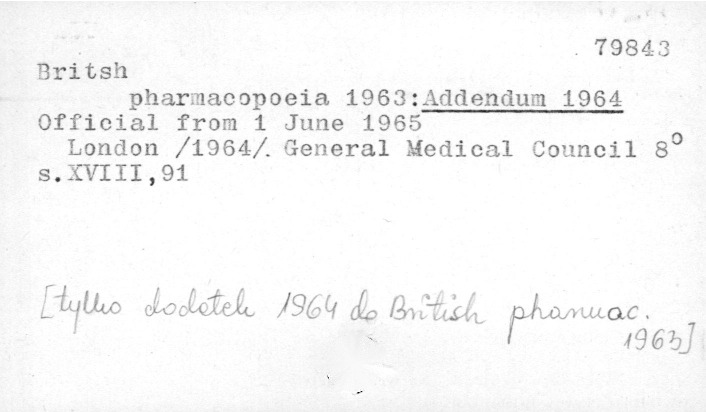 79843
Britsh
pharmacopoeia 1963:Addendum 1964
Official from 1 June 1965
London /1964/. General Medical Council 8°
s.XVIII,91
[tylko dodatek 1964 do British pharmac.
1963]